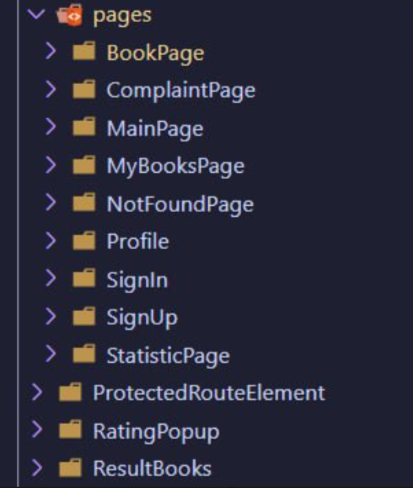 pages
BookPage
ComplaintPage
MainPage
MyBooksPage
NotFoundPage
Profile
SignIn
SignUp
StatisticPage
ProtectedRouteElement
RatingPopup
ResultBooks